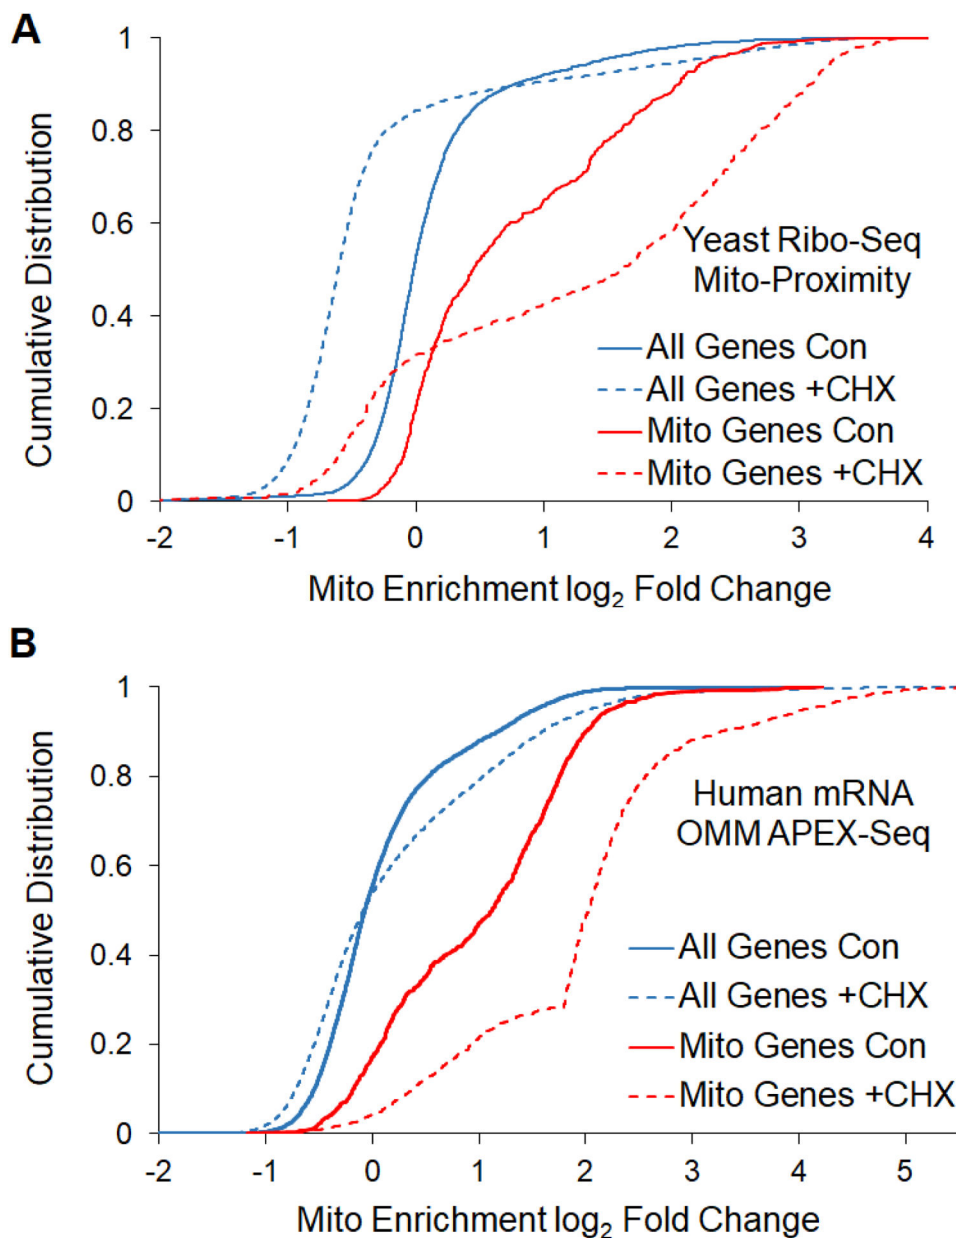 A
Cumulative Distribution
1
0.8
0.6
0.4
0.2
0
-2 -1 0 1 2 3 4
Mito Enrichment log₂ Fold Change
Yeast Ribo-Seq
Mito-Proximity
All Genes Con
All Genes +CHX
Mito Genes Con
Mito Genes +CHX
B
Cumulative Distribution
1
0.8
0.6
0.4
0.2
0
-2 -1 0 1 2 3 4 5
Mito Enrichment log₂ Fold Change
Human mRNA
OMM APEX-Seq
All Genes Con
All Genes +CHX
Mito Genes Con
Mito Genes +CHX